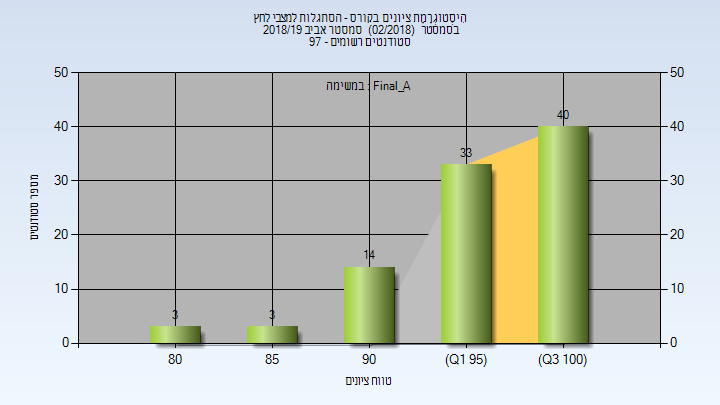 היסטוגרמת ציונים בקורס - הסתגלות למצבי לחץ
בסמסטר (02/2018) סמסטר אביב 2018/19
סטודנטים רשומים - 97
במשימה : Final_A
50 50
40 40
30 30
20 20
10 10
0 0
3 3 14 33 40
80 85 90 (Q1 95) (Q3 100)
מספר סטודנטים
טווח ציונים